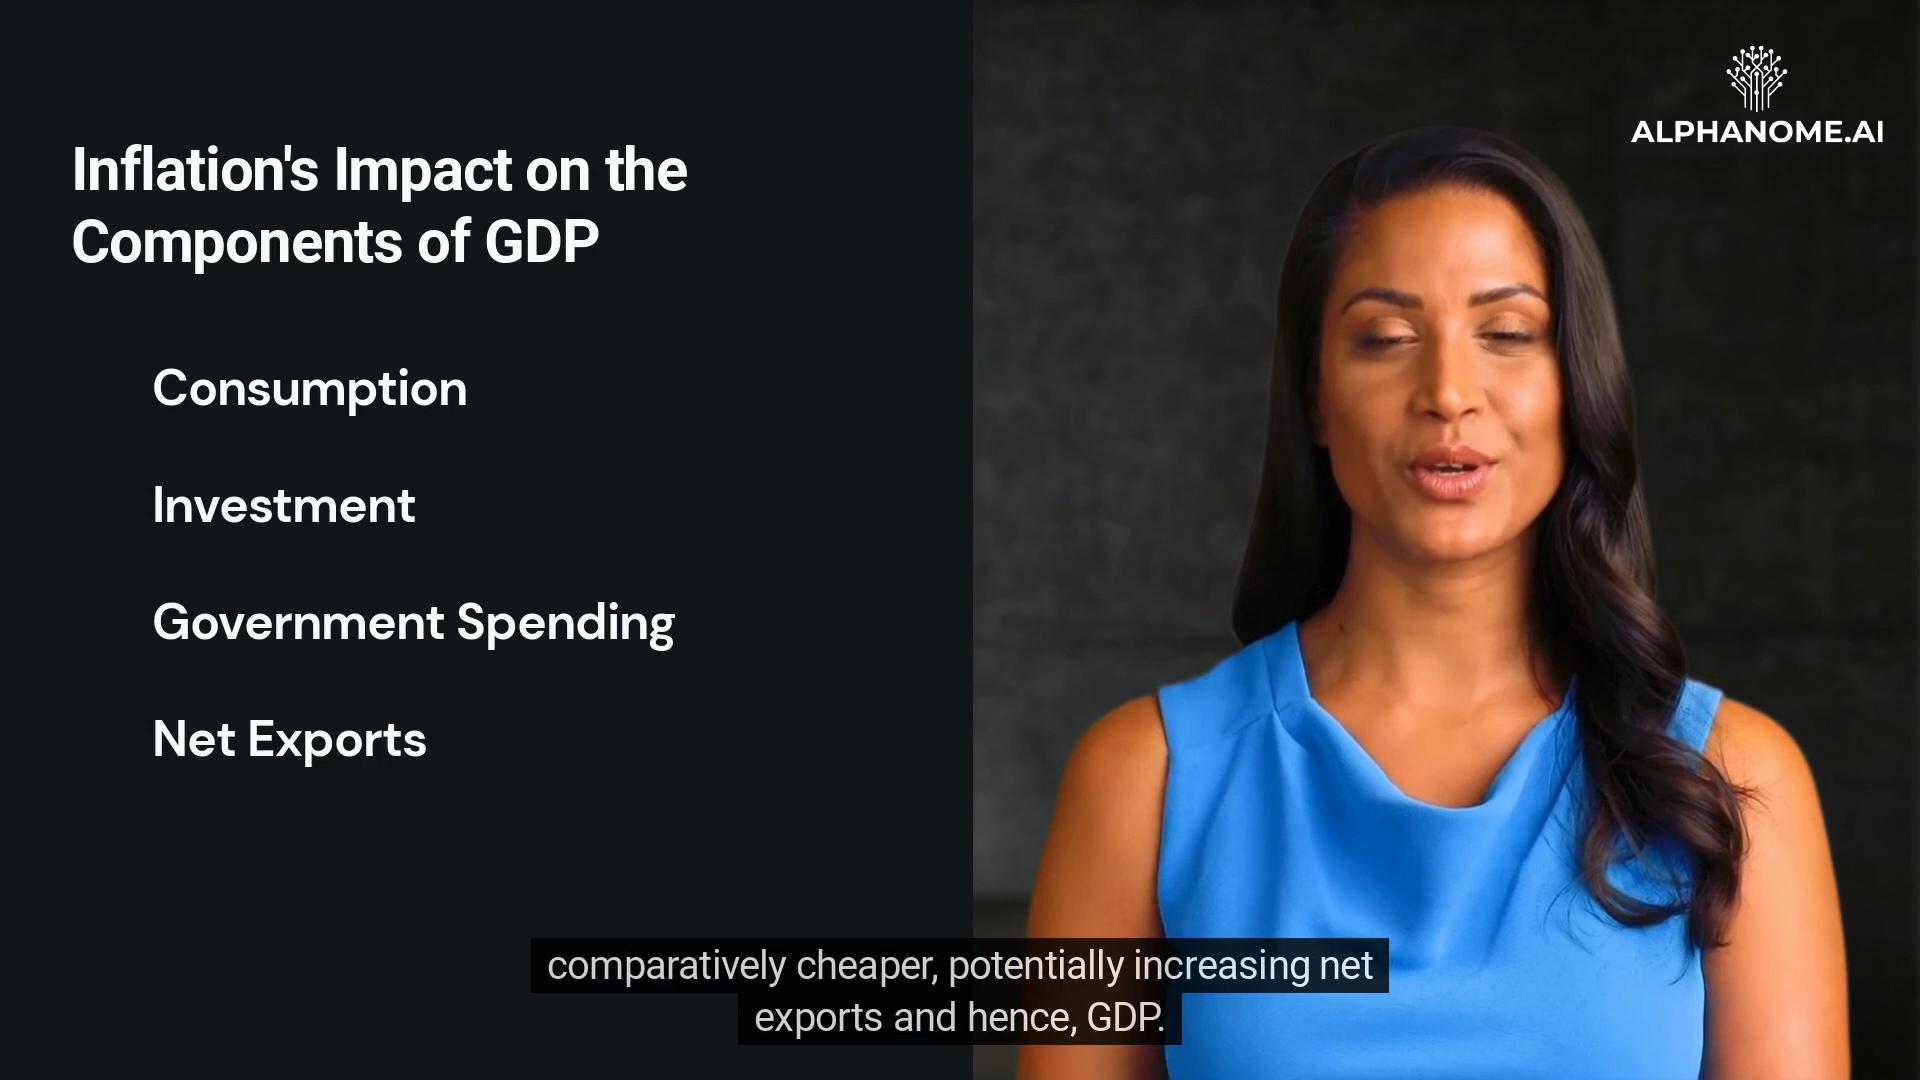 ALPHANOME.AI
Inflation's Impact on the
Components of GDP
Consumption
Investment
Government Spending
Net Exports
comparatively cheaper, potentially increasing net
exports and hence, GDP.